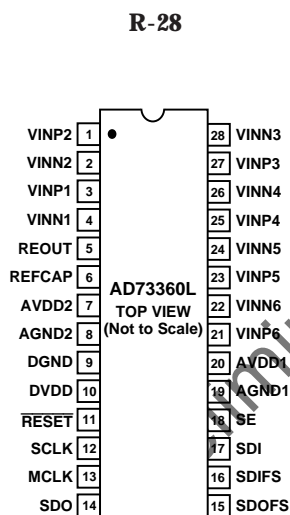 R-28
VINP2 1 28 VINN3
VINN2 2 27 VINP3
VINP1 3 26 VINN4
VINN1 4 25 VINP4
REOUT 5 24 VINN5
REFCAP 6 23 VINP5
AVDD2 7 22 VINN6
AGND2 8 21 VINP6
DGND 9 20 AVDD1
DVDD 10 19 AGND1
RESET 11 18 SE
SCLK 12 17 SDI
MCLK 13 16 SDIFS
SDO 14 15 SDOFS
AD73360L
TOP VIEW
(Not to Scale)